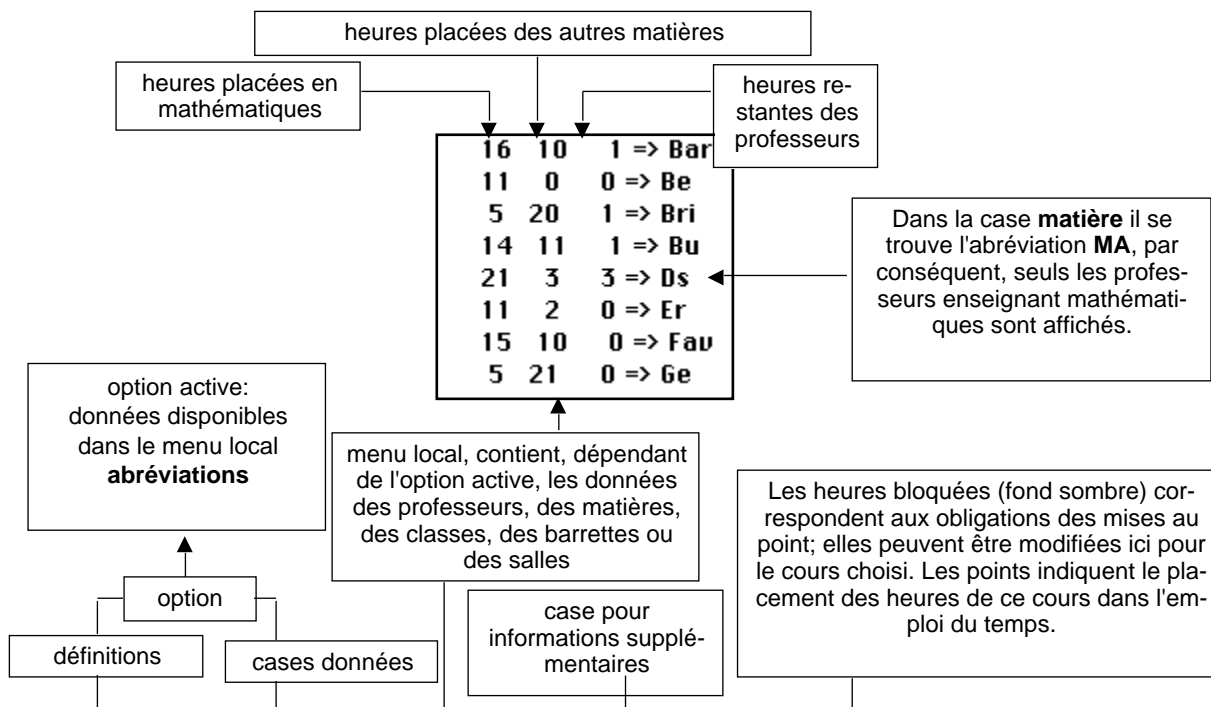 heures placées des autres matières
heures placées en
mathématiques
heures re-
stantes des
professeurs
16 10 1 => Bar
11 0 0 => Be
5 20 1 => Bri
14 11 1 => Bu
21 3 3 => Ds
11 2 0 => Er
15 10 0 => Fav
5 21 0 => Ge
Dans la case matière il se
trouve l'abréviation MA, par
conséquent, seuls les profes-
seurs enseignant mathémati-
ques sont affichés.
option active:
données disponibles
dans le menu local
abréviations
menu local, contient, dépendant
de l'option active, les données
des professeurs, des matières,
des classes, des barrettes ou
des salles
Les heures bloquées (fond sombre) cor-
respondent aux obligations des mises au
point; elles peuvent être modifiées ici pour
le cours choisi. Les points indiquent le pla-
cement des heures de ce cours dans l'em-
ploi du temps.
option
définitions
cases données
case pour
informations supplé-
mentaires